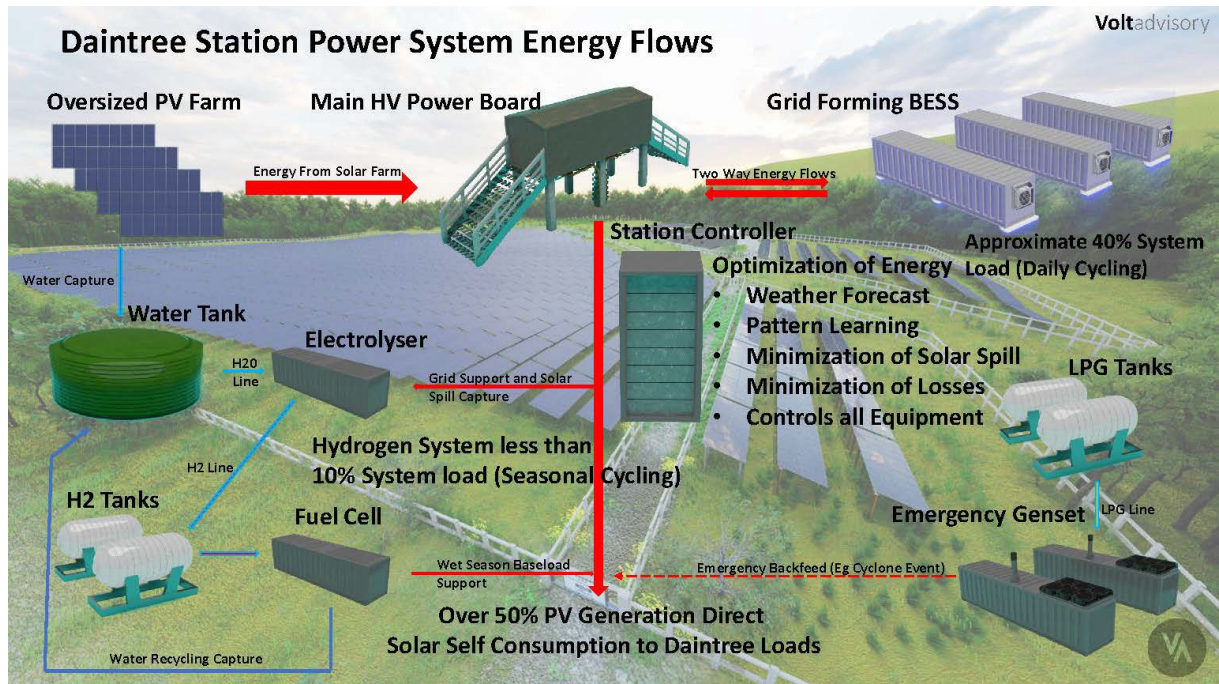 Daintree Station Power System Energy Flows
Voltadvisory
Oversized PV Farm
Main HV Power Board
Grid Forming BESS
Energy From Solar Farm
Two Way Energy Flows
Station Controller
Approximate 40% System
Load (Daily Cycling)
Optimization of Energy
• Weather Forecast
• Pattern Learning
• Minimization of Solar Spill
• Minimization of Losses
• Controls all Equipment
Water Capture
Water Tank
Electrolyser
H20
Line
Grid Support and Solar
Spill Capture
LPG Tanks
Hydrogen System less than
10% System load (Seasonal Cycling)
H2 Line
H2 Tanks
Fuel Cell
Emergency Genset
LPG Line
Wet Season Baseload
Support
Emergency Backfeed (Eg Cyclone Event)
Over 50% PV Generation Direct
Solar Self Consumption to Daintree Loads
Water Recycling Capture
VA